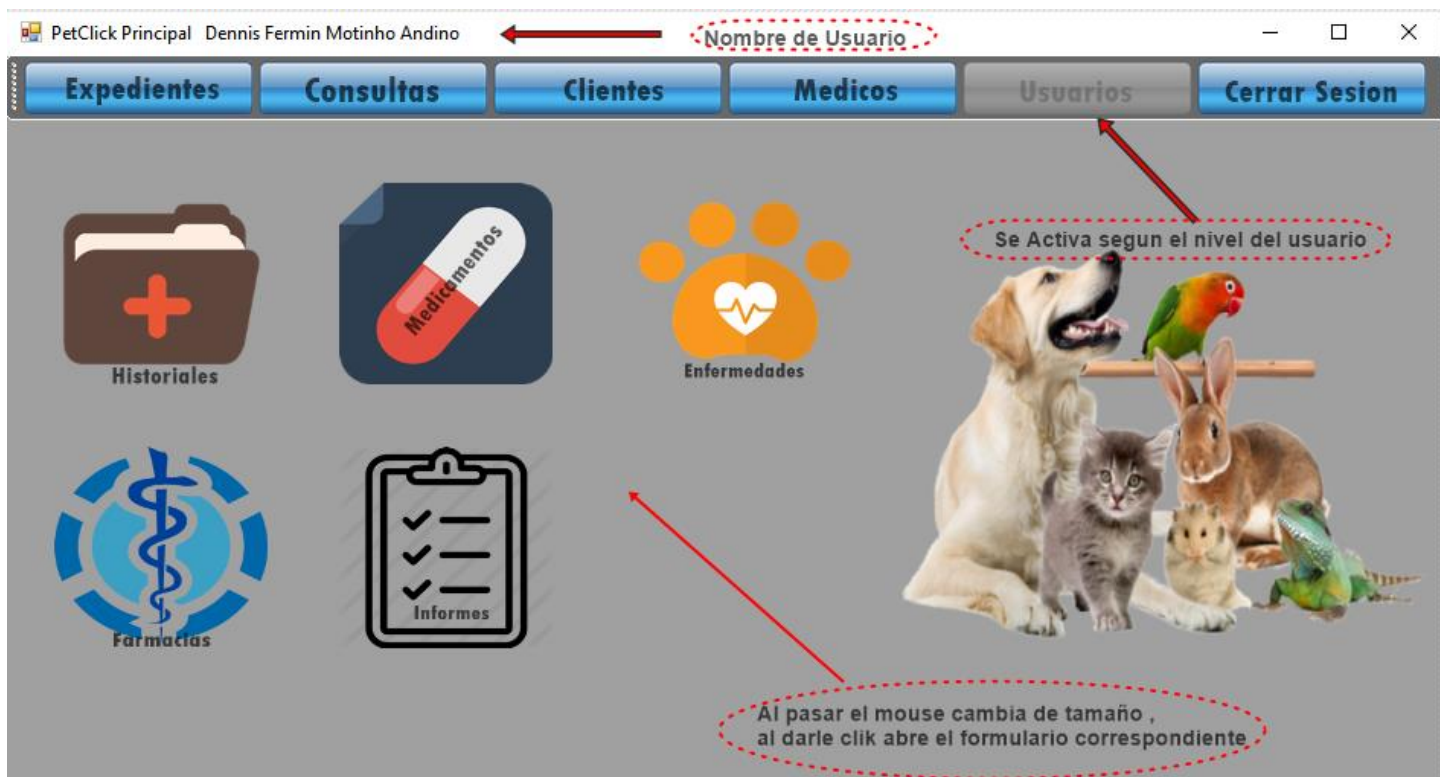 PetClick Principal Dennis Fermin Motinho Andino
Nombre de Usuario
Expedientes
Consultas
Clientes
Medicos
Usuarios
Cerrar Sesion
Se Activa segun el nivel del usuario
Medicamentos
Historiales
Enfermedades
Informes
Farmacias
Al pasar el mouse cambia de tamaño ,
al darle clik abre el formulario correspondiente